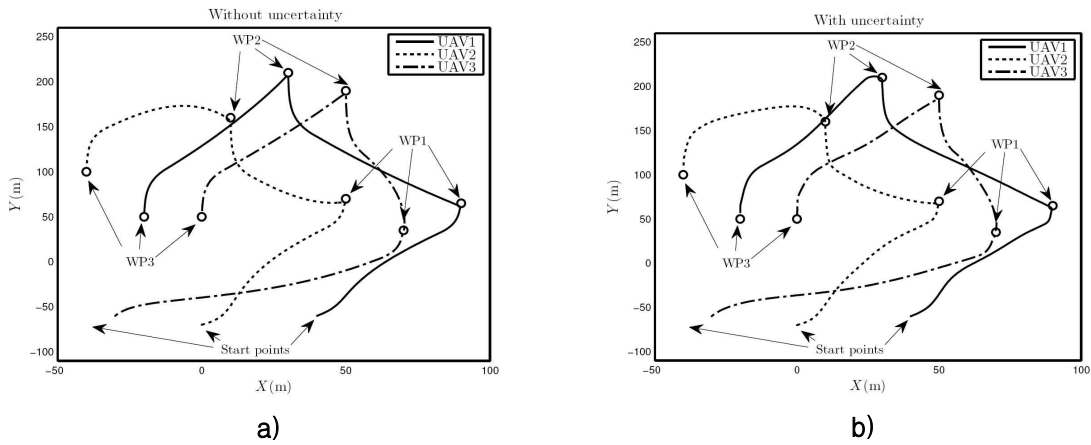 Without uncertainty
250
200
150
100
50
0
−50
−100
Y(m)
WP2
UAV1
UAV2
UAV3
WP1
WP3
Start points
−50
0
50
100
X(m)
a)
With uncertainty
250
200
150
100
50
0
−50
−100
Y(m)
WP2
UAV1
UAV2
UAV3
WP1
WP3
Start points
−50
0
50
100
X(m)
b)